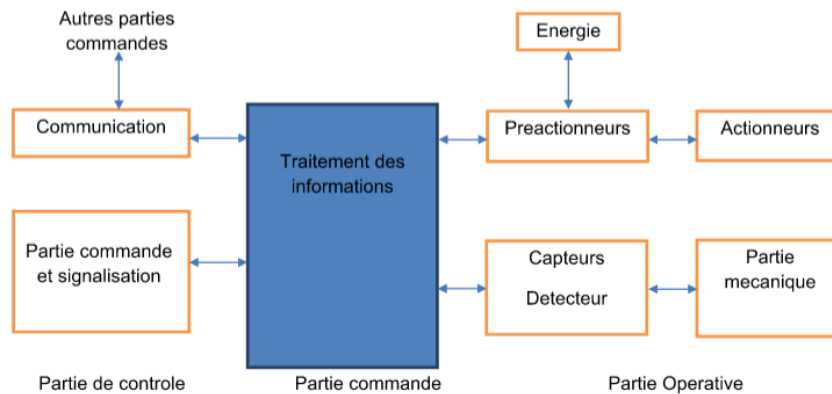 Autres parties
commandes
Energie
Communication
Preactionneurs
Actionneurs
Traitement des
informations
Partie commande
et signalisation
Capteurs
Detecteur
Partie
mecanique
Partie de controle
Partie commande
Partie Operative